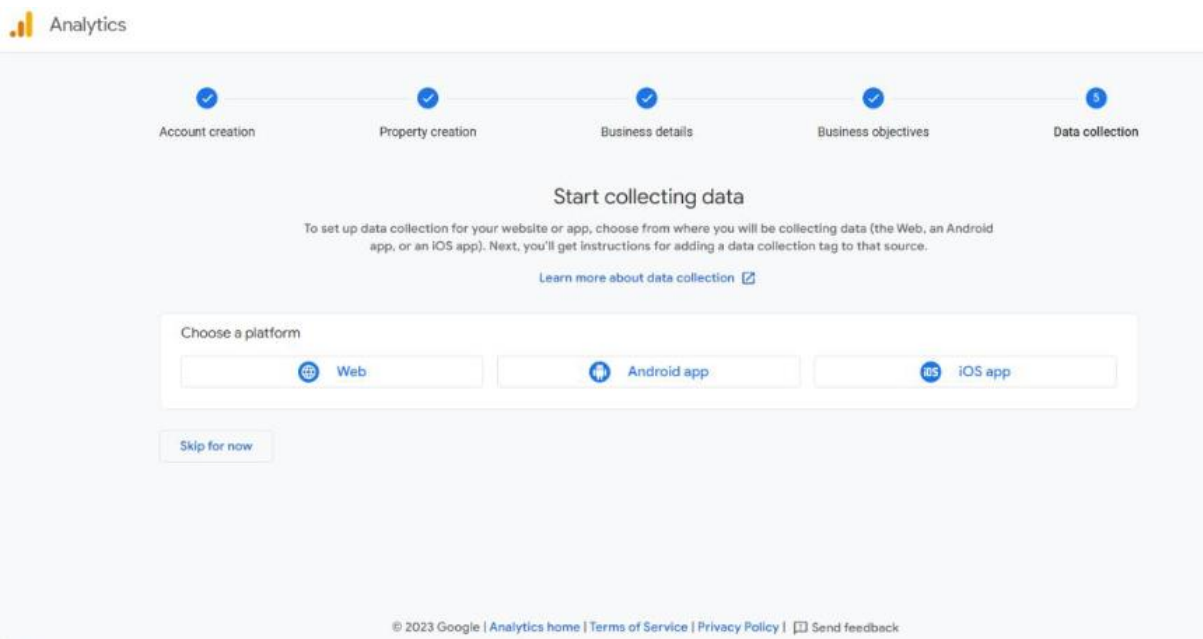 Analytics
5
Account creation
Property creation
Business details
Business objectives
Data collection
Start collecting data
To set up data collection for your website or app, choose from where you will be collecting data (the Web, an Android
app, or an iOS app). Next, you'll get instructions for adding a data collection tag to that source.
Learn more about data collection
Choose a platform
Web
Android app
iOS iOS app
Skip for now
© 2023 Google | Analytics home | Terms of Service | Privacy Policy | Send feedback